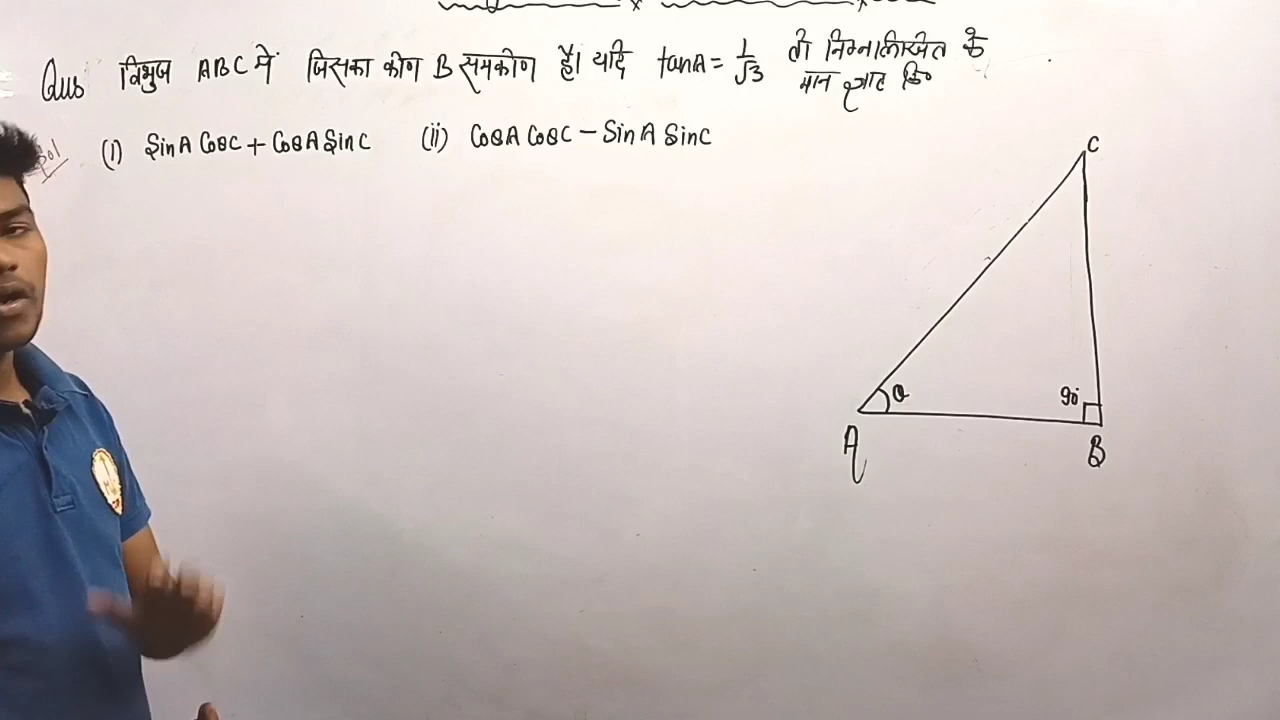 Qus त्रिभुज ABC में जिसका कोण B समकोण है। यदि tanA = 1/√3 तो निम्नलिखित के
मान ज्ञात कि०
Sol (i) SinA CosC + CosA SinC (ii) CosA CosC - SinA SinC
C
θ
90°
A
B